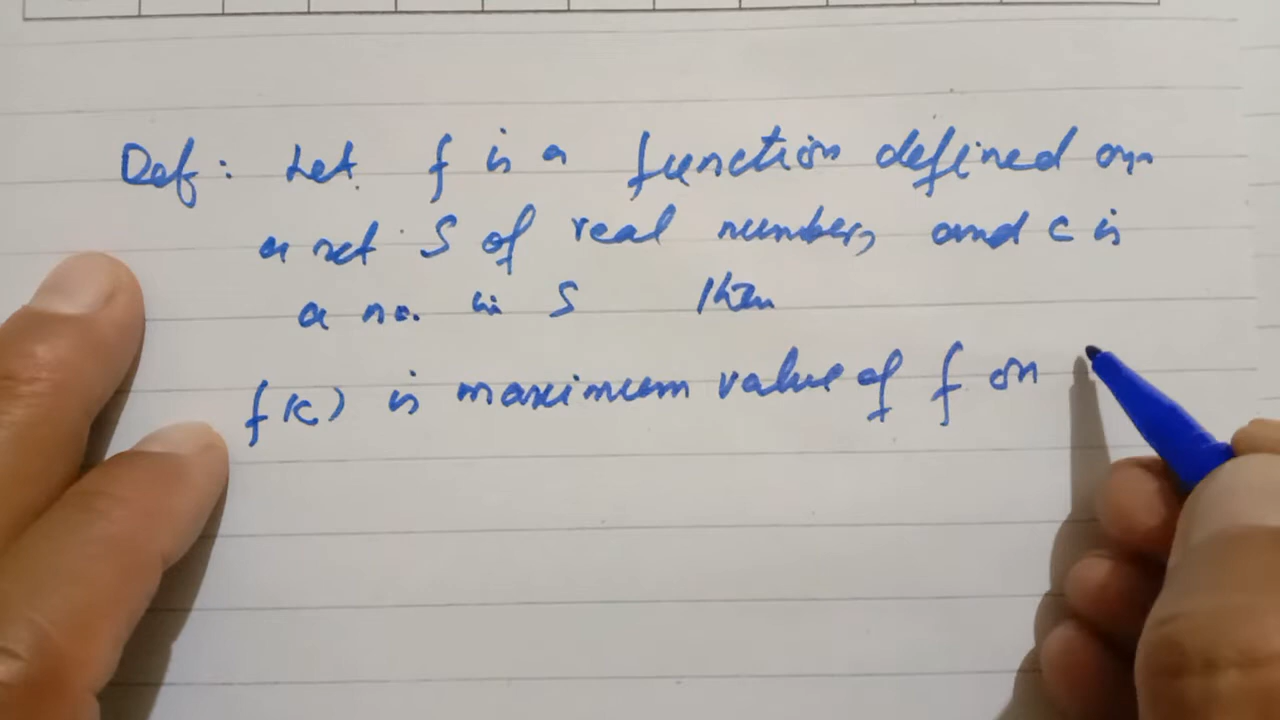 Def: Let f is a function defined on
a set S of real numbers, and c is
a no. in S then
f(c) is maximum value of f on